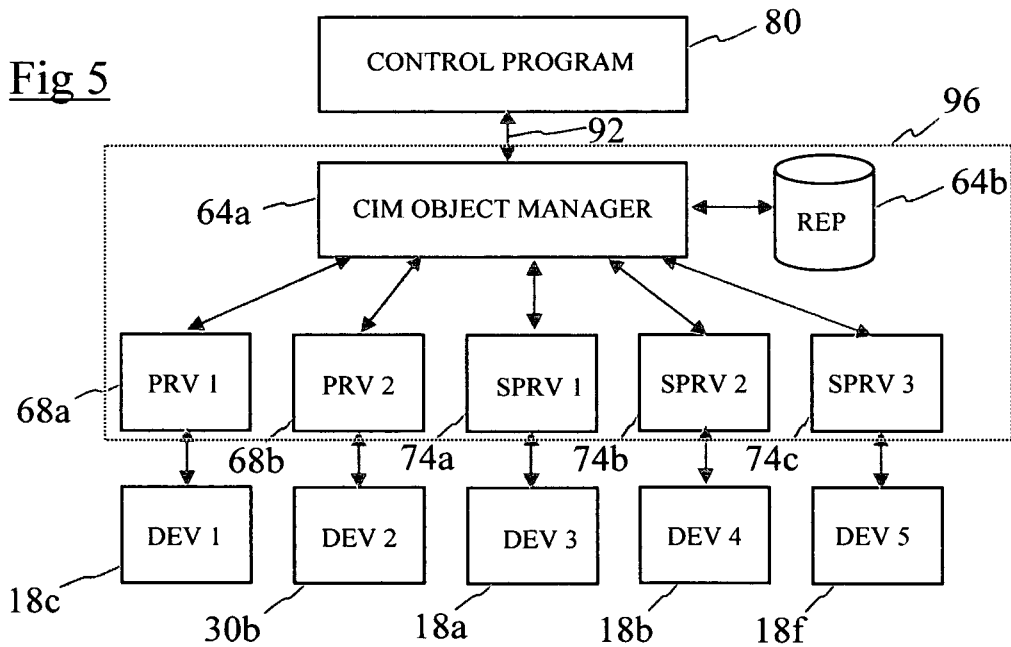 80
CONTROL PROGRAM
Fig 5
92
96
64a
CIM OBJECT MANAGER
REP
64b
PRV 1
PRV 2
SPRV 1
SPRV 2
SPRV 3
68a
68b
74a
74b
74c
DEV 1
DEV 2
DEV 3
DEV 4
DEV 5
18c
30b
18a
18b
18f